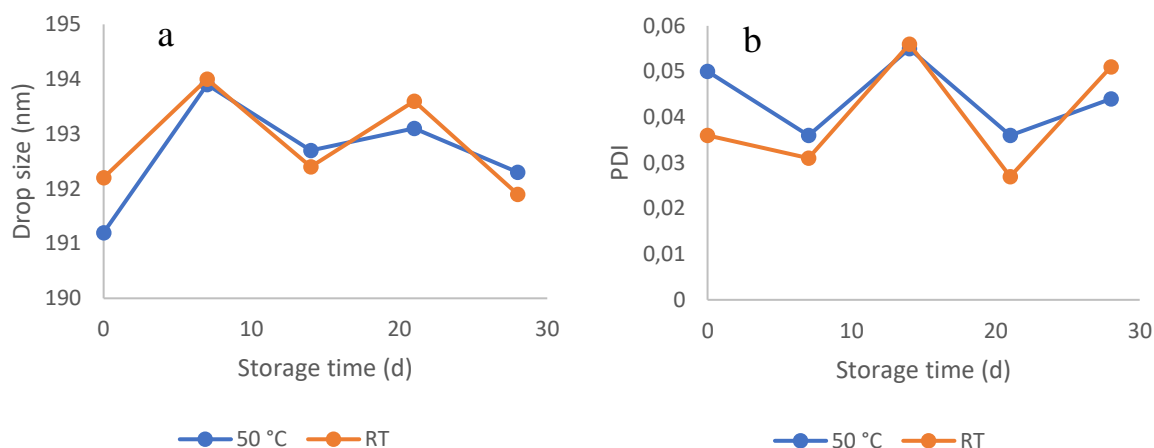 a
195
194
193
192
191
190
Drop size (nm)
0 10 20 30
Storage time (d)
50 °C RT
b
0,06
0,05
0,04
0,03
0,02
0,01
0
PDI
0 10 20 30
Storage time (d)
50 °C RT